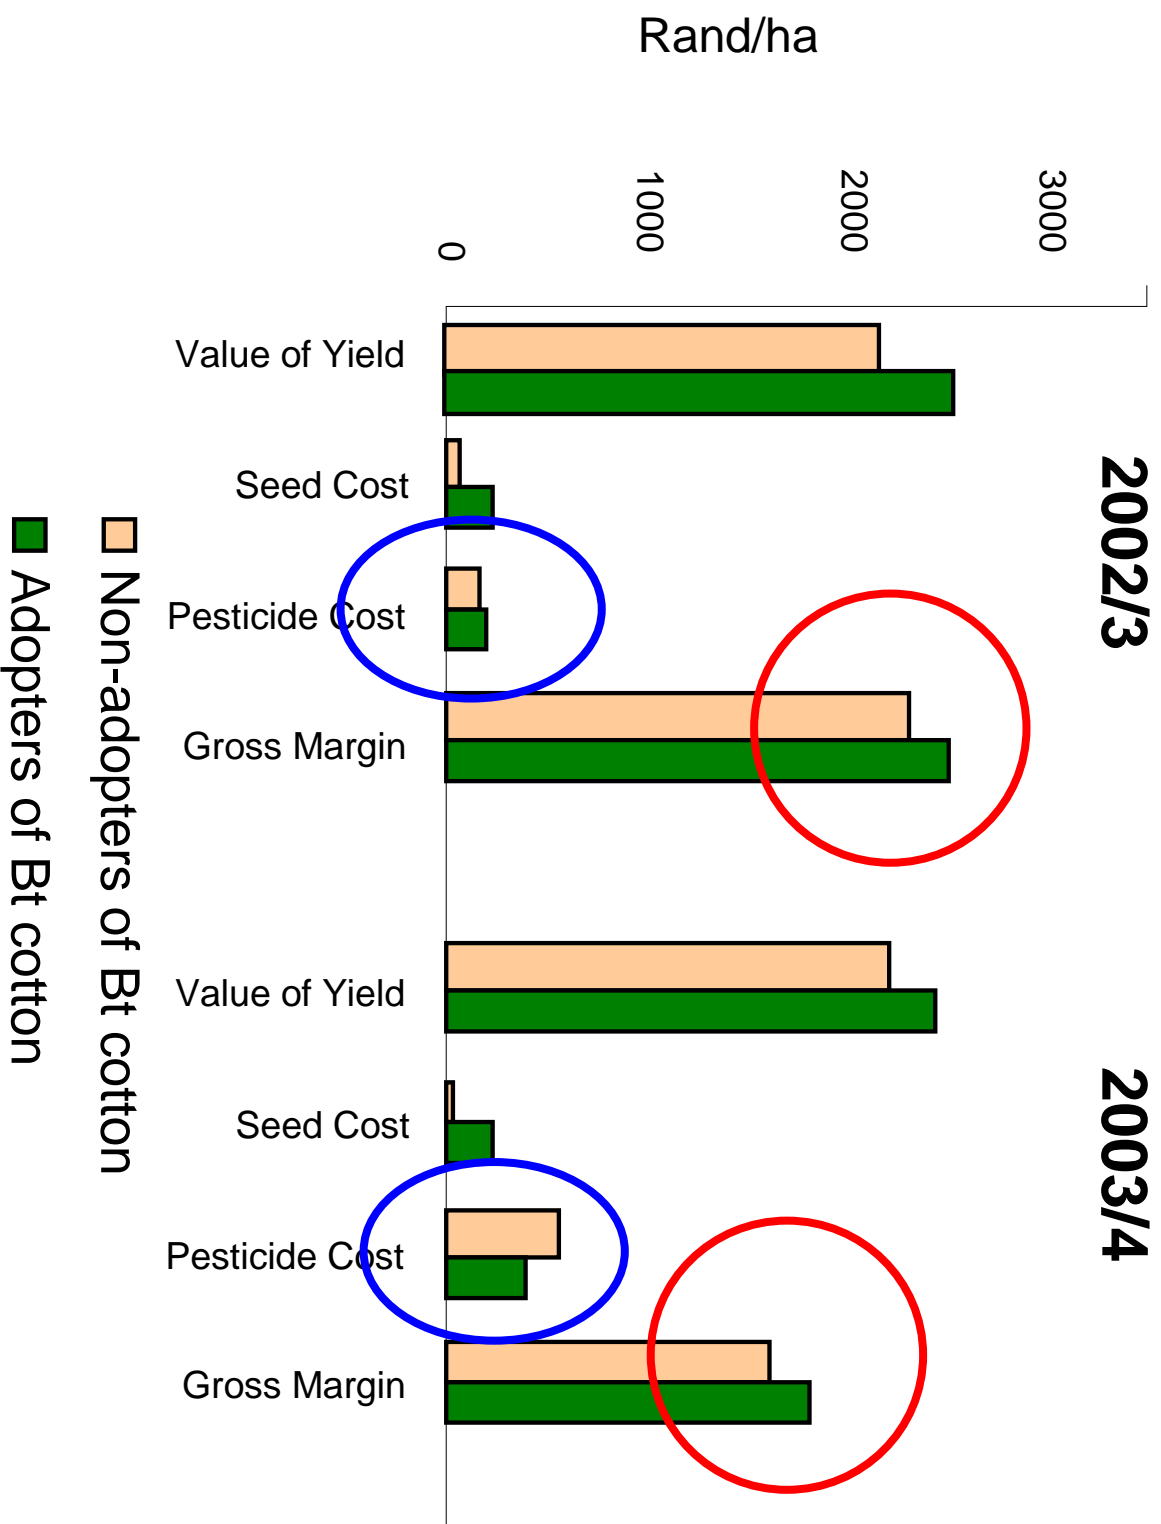 2002/3
2003/4
Rand/ha
3000
2000
1000
0
Value of Yield
Seed Cost
Pesticide Cost
Gross Margin
Value of Yield
Seed Cost
Pesticide Cost
Gross Margin
Non-adopters of Bt cotton
Adopters of Bt cotton